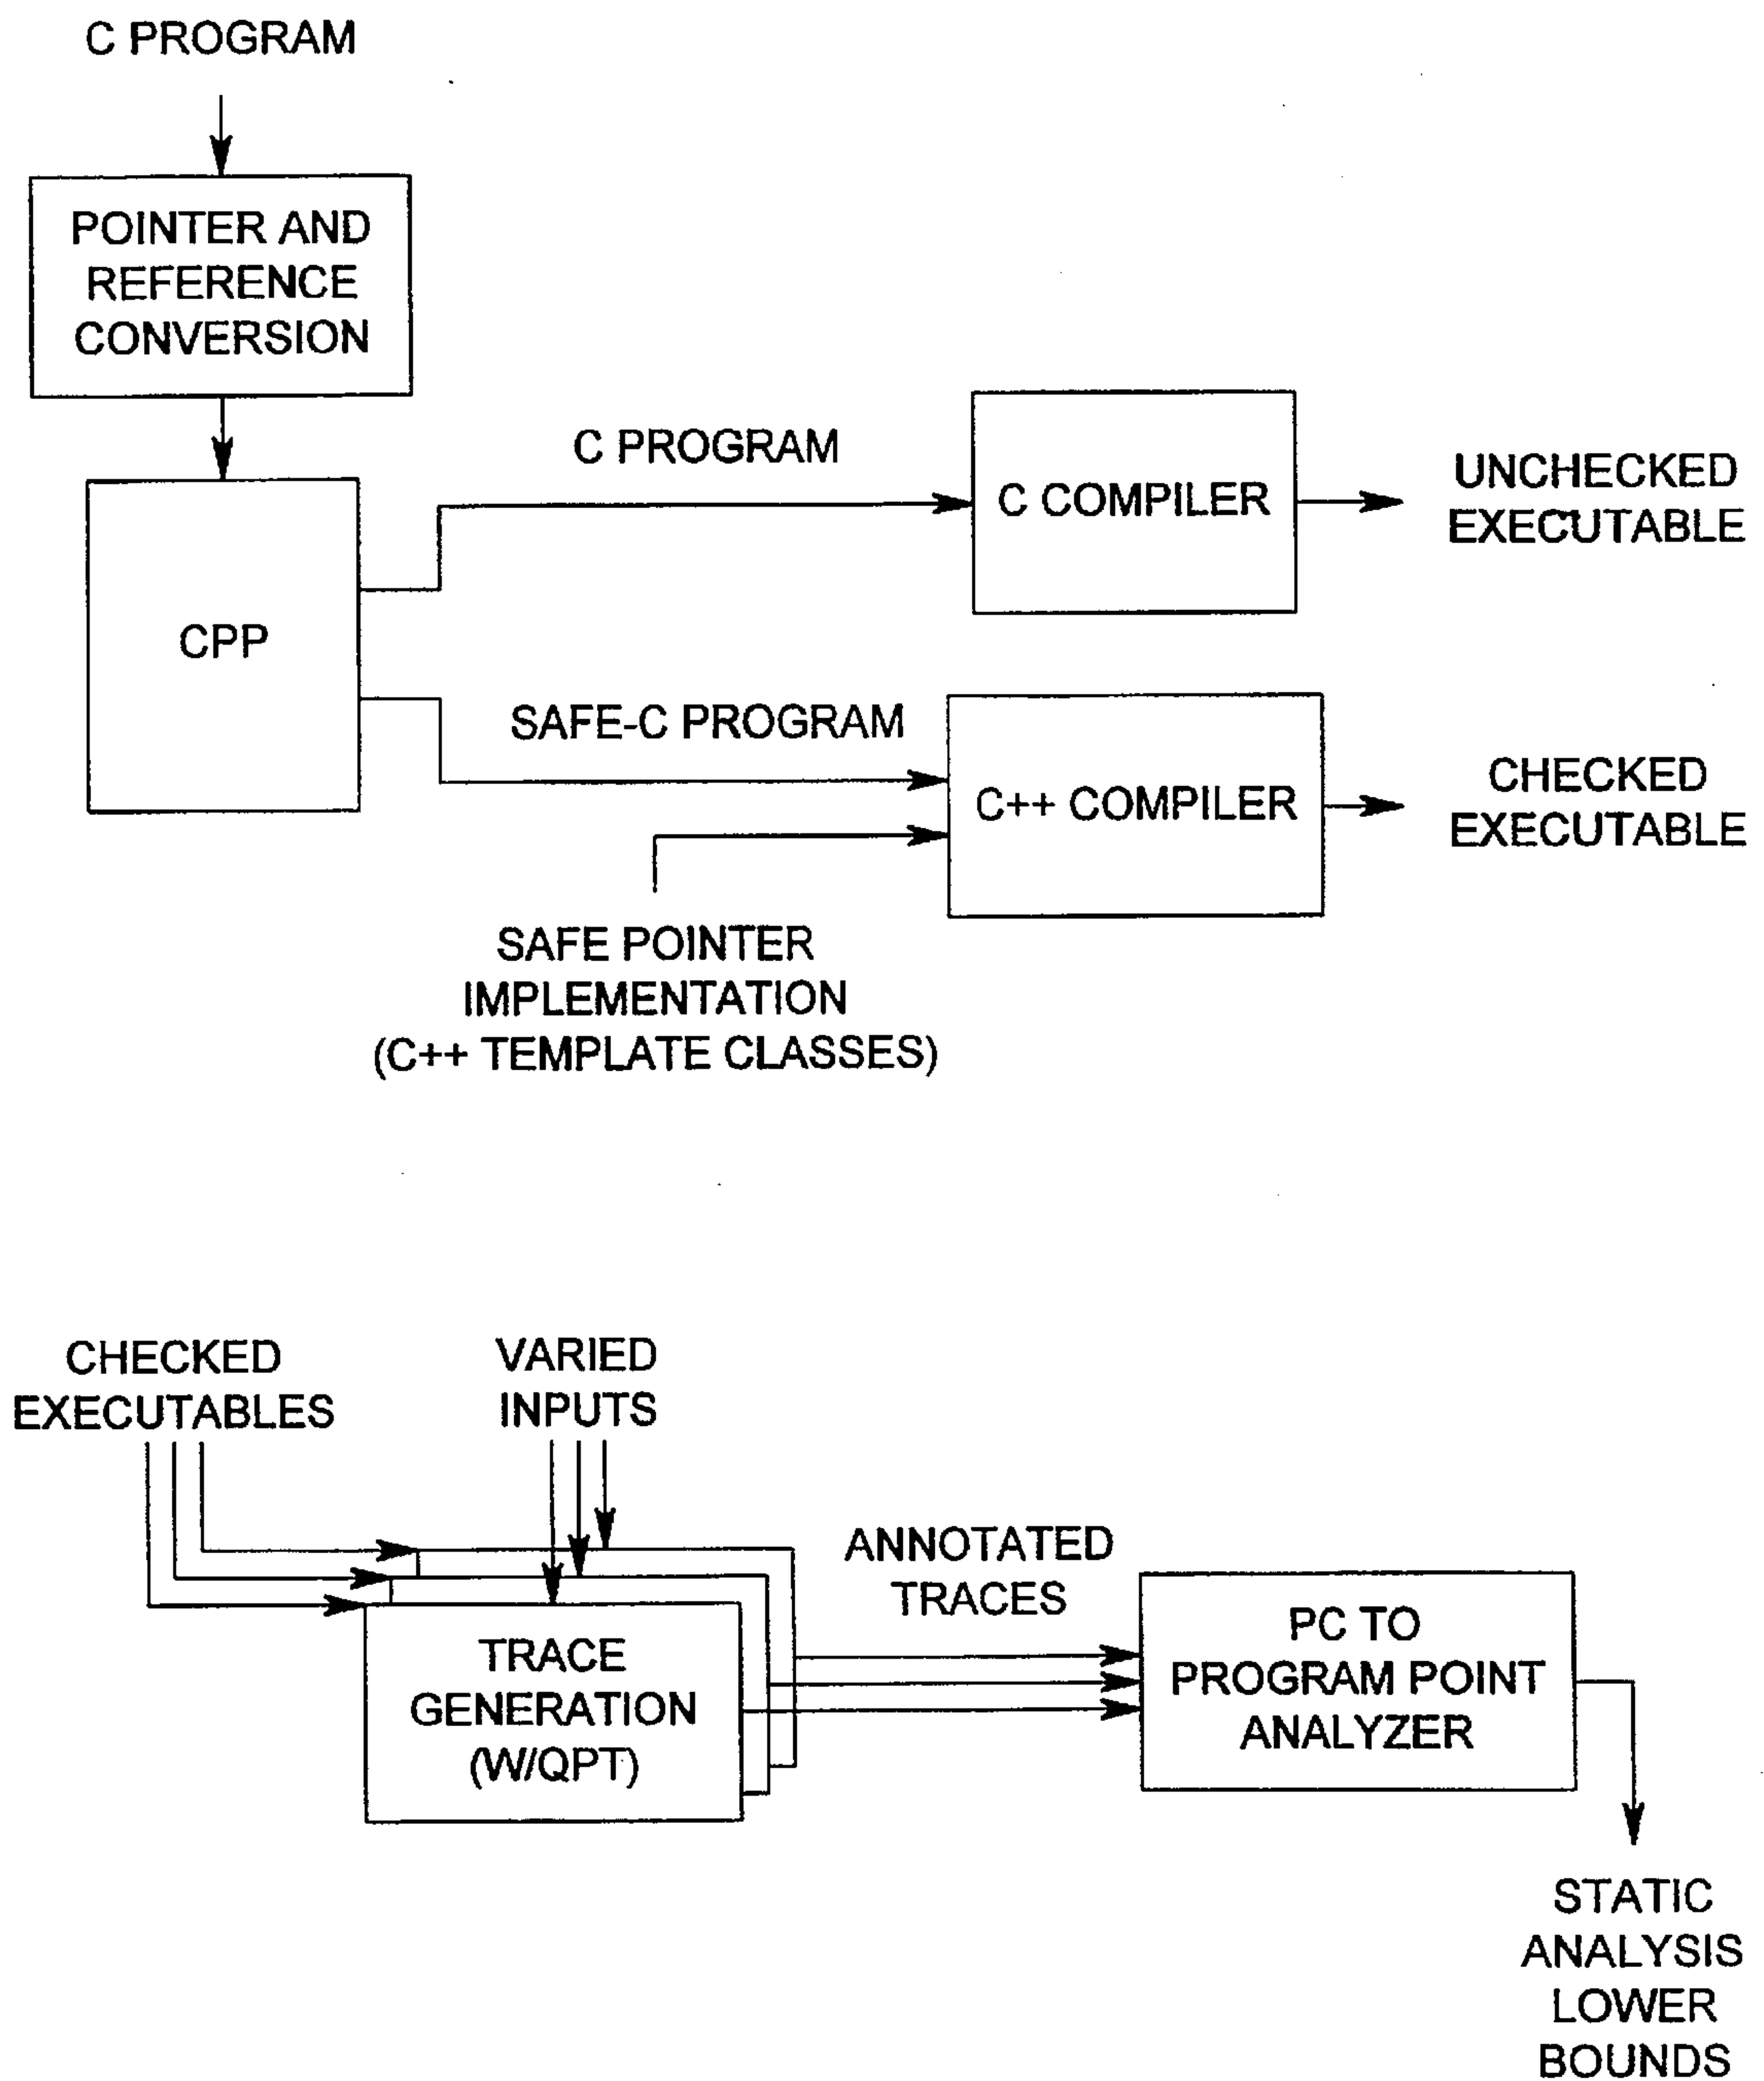 C PROGRAM
POINTER AND
REFERENCE
CONVERSION
CPP
C PROGRAM
C COMPILER
UNCHECKED
EXECUTABLE
SAFE-C PROGRAM
C++ COMPILER
CHECKED
EXECUTABLE
SAFE POINTER
IMPLEMENTATION
(C++ TEMPLATE CLASSES)
CHECKED
EXECUTABLES
VARIED
INPUTS
TRACE
GENERATION
(W/QPT)
ANNOTATED
TRACES
PC TO
PROGRAM POINT
ANALYZER
STATIC
ANALYSIS
LOWER
BOUNDS